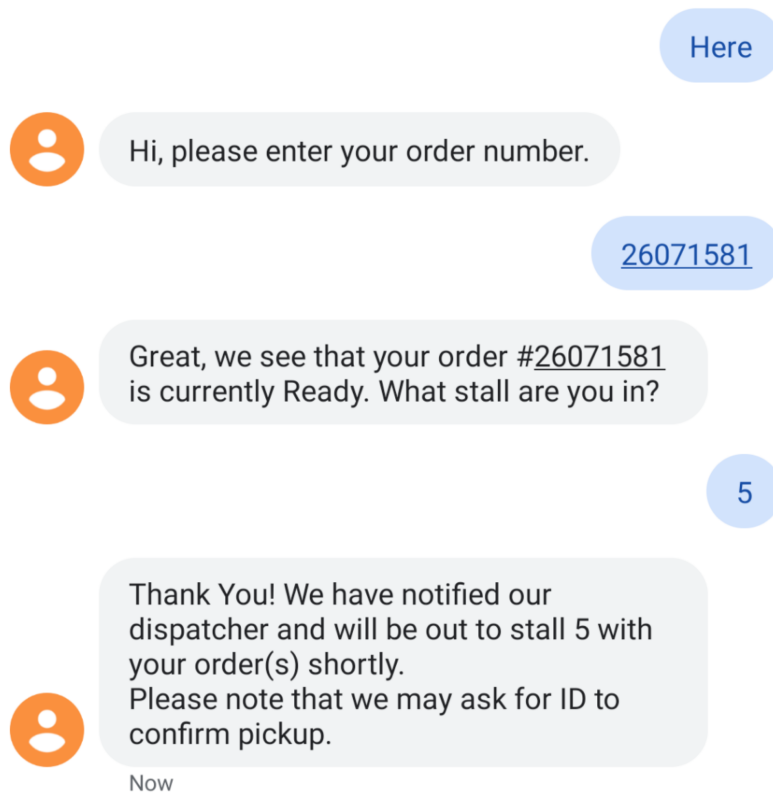 Here
Hi, please enter your order number.
26071581
Great, we see that your order #26071581
is currently Ready. What stall are you in?
5
Thank You! We have notified our
dispatcher and will be out to stall 5 with
your order(s) shortly.
Please note that we may ask for ID to
confirm pickup.
Now